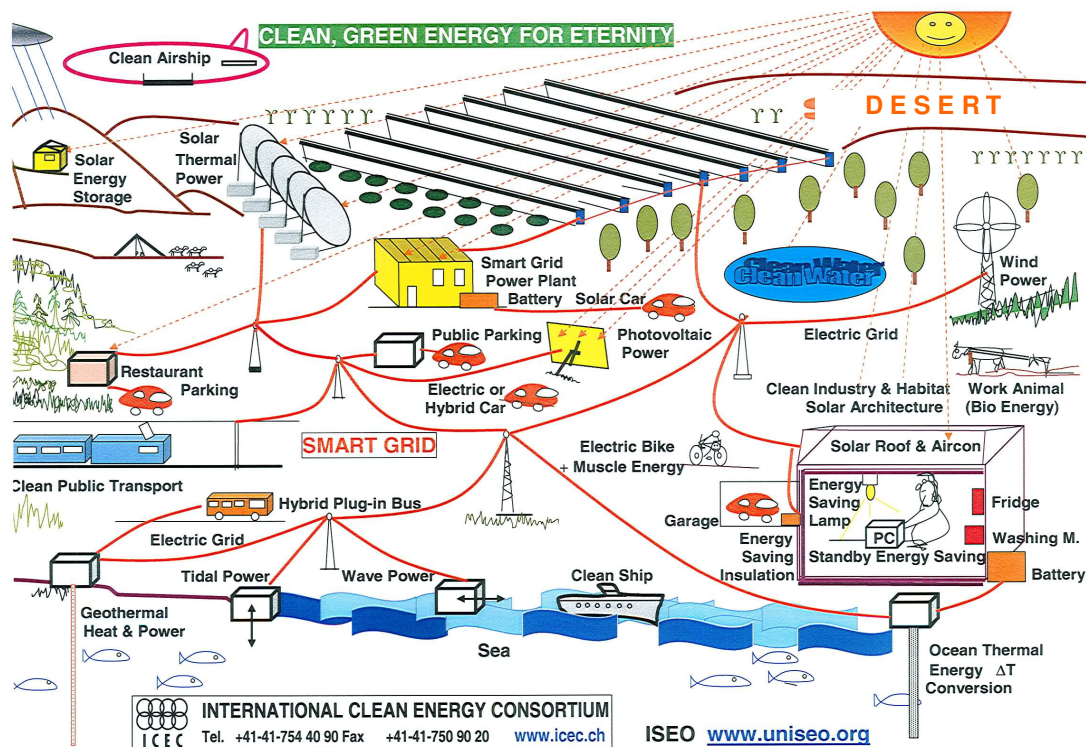 CLEAN, GREEN ENERGY FOR ETERNITY
Clean Airship
DESERT
Solar
Thermal
Power
Solar
Energy
Storage
Smart Grid
Power Plant
Battery
Solar Car
Clean Water
Clean Water
Wind
Power
Public Parking
Photovoltaic
Power
Electric Grid
Restaurant
Parking
Electric or
Hybrid Car
Clean Industry & Habitat
Solar Architecture
Work Animal
(Bio Energy)
SMART GRID
Electric Bike
+ Muscle Energy
Solar Roof & Aircon
Clean Public Transport
Energy
Saving
Lamp
Fridge
Hybrid Plug-in Bus
Garage
PC
Electric Grid
Energy
Saving
Insulation
Standby Energy Saving
Washing M.
Battery
Tidal Power
Wave Power
Clean Ship
Geothermal
Heat & Power
Sea
Ocean Thermal
Energy ΔT
Conversion
INTERNATIONAL CLEAN ENERGY CONSORTIUM
ICEC
Tel. +41-41-754 40 90 Fax +41-41-750 90 20 www.icec.ch
ISEO www.uniseo.org